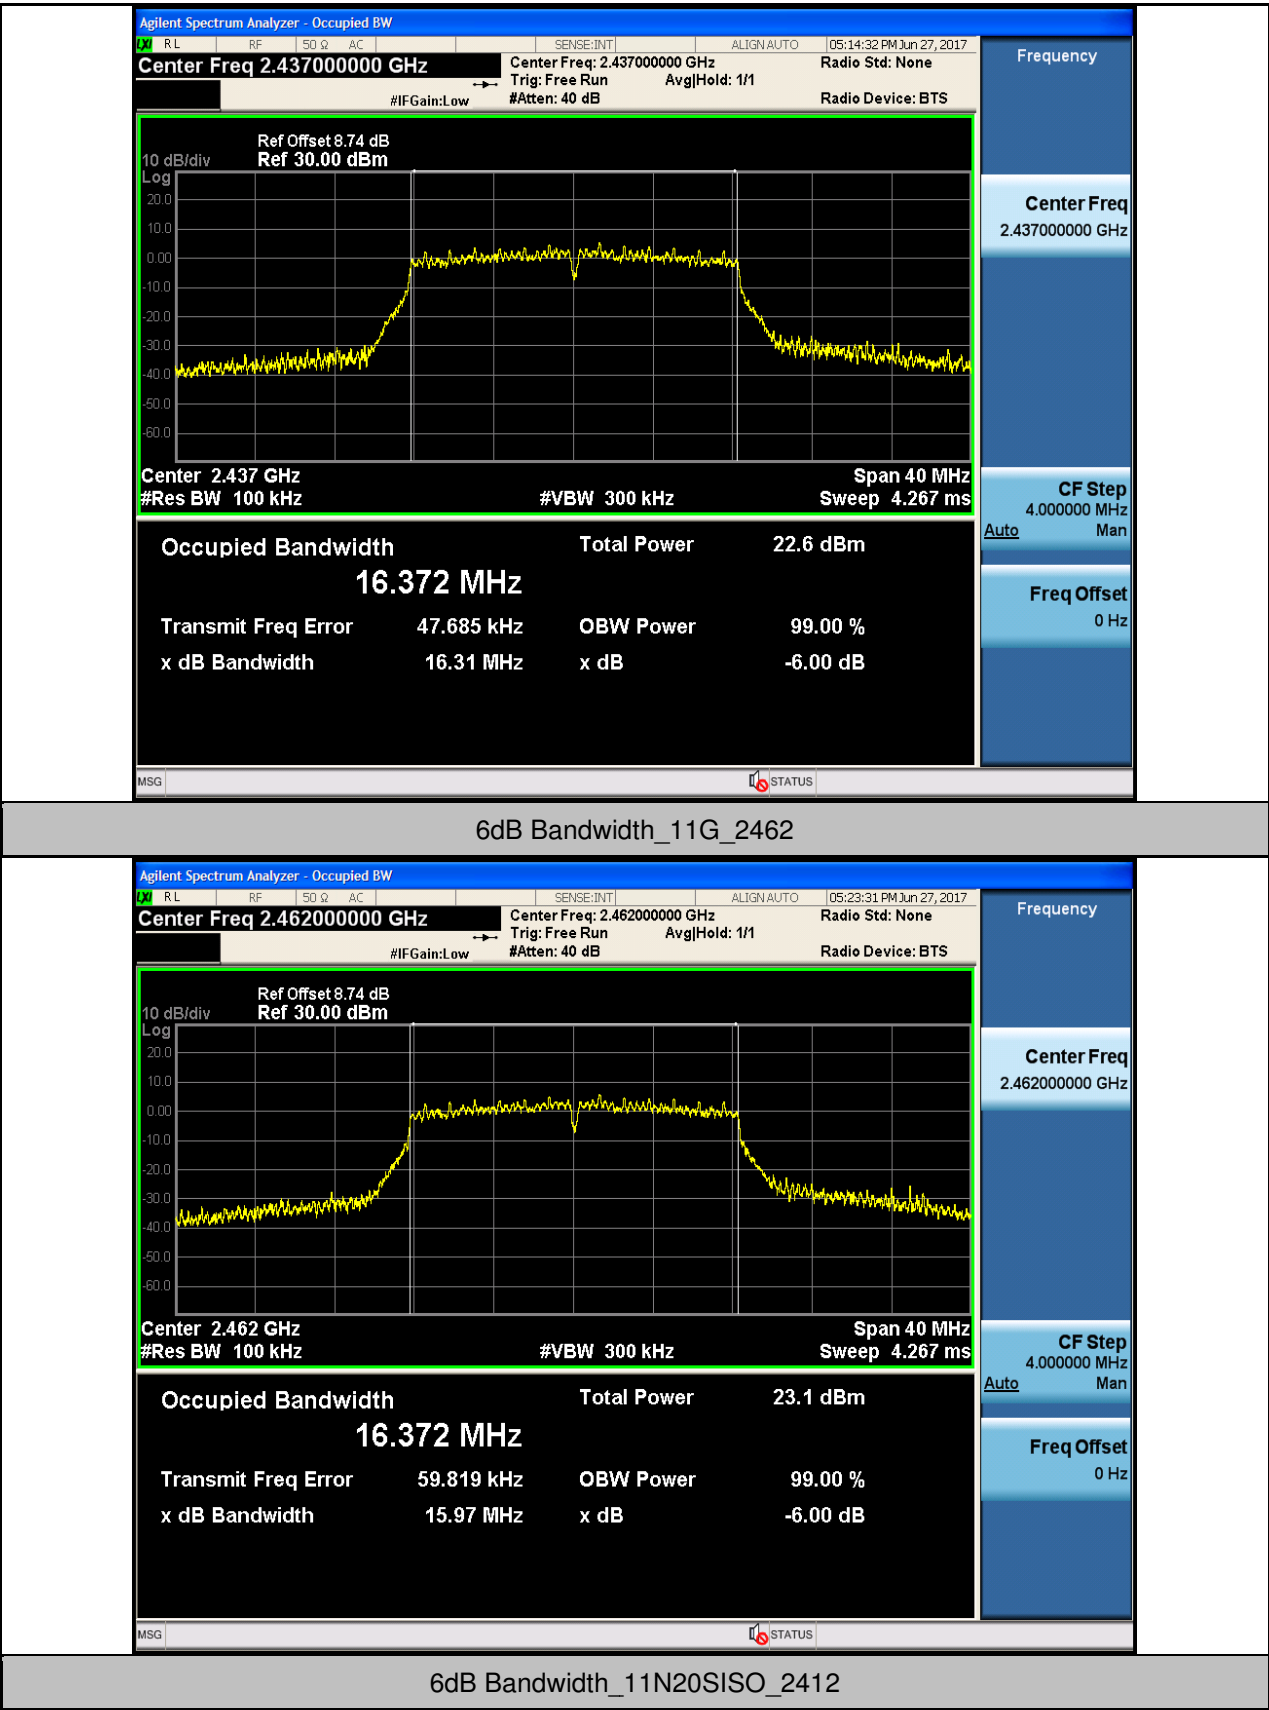 Agilent Spectrum Analyzer - Occupied BW
LXI RL RF 50 Ω AC SENSE:INT ALIGN AUTO 05:14:32 PM Jun 27, 2017
Center Freq 2.437000000 GHz Center Freq: 2.437000000 GHz Radio Std: None
Trig: Free Run Avg|Hold: 1/1
#IFGain:Low #Atten: 40 dB Radio Device: BTS
Frequency
Ref Offset 8.74 dB
10 dB/div Ref 30.00 dBm
Log
20.0
10.0
0.00
-10.0
-20.0
-30.0
-40.0
-50.0
-60.0
Center 2.437 GHz Span 40 MHz
#Res BW 100 kHz #VBW 300 kHz Sweep 4.267 ms
Center Freq
2.437000000 GHz
CF Step
4.000000 MHz
Auto Man
Freq Offset
0 Hz
Occupied Bandwidth Total Power 22.6 dBm
16.372 MHz
Transmit Freq Error 47.685 kHz OBW Power 99.00 %
x dB Bandwidth 16.31 MHz x dB -6.00 dB
MSG STATUS
6dB Bandwidth_11G_2462
Agilent Spectrum Analyzer - Occupied BW
LXI RL RF 50 Ω AC SENSE:INT ALIGN AUTO 05:23:31 PM Jun 27, 2017
Center Freq 2.462000000 GHz Center Freq: 2.462000000 GHz Radio Std: None
Trig: Free Run Avg|Hold: 1/1
#IFGain:Low #Atten: 40 dB Radio Device: BTS
Frequency
Ref Offset 8.74 dB
10 dB/div Ref 30.00 dBm
Log
20.0
10.0
0.00
-10.0
-20.0
-30.0
-40.0
-50.0
-60.0
Center 2.462 GHz Span 40 MHz
#Res BW 100 kHz #VBW 300 kHz Sweep 4.267 ms
Center Freq
2.462000000 GHz
CF Step
4.000000 MHz
Auto Man
Freq Offset
0 Hz
Occupied Bandwidth Total Power 23.1 dBm
16.372 MHz
Transmit Freq Error 59.819 kHz OBW Power 99.00 %
x dB Bandwidth 15.97 MHz x dB -6.00 dB
MSG STATUS
6dB Bandwidth_11N20SISO_2412